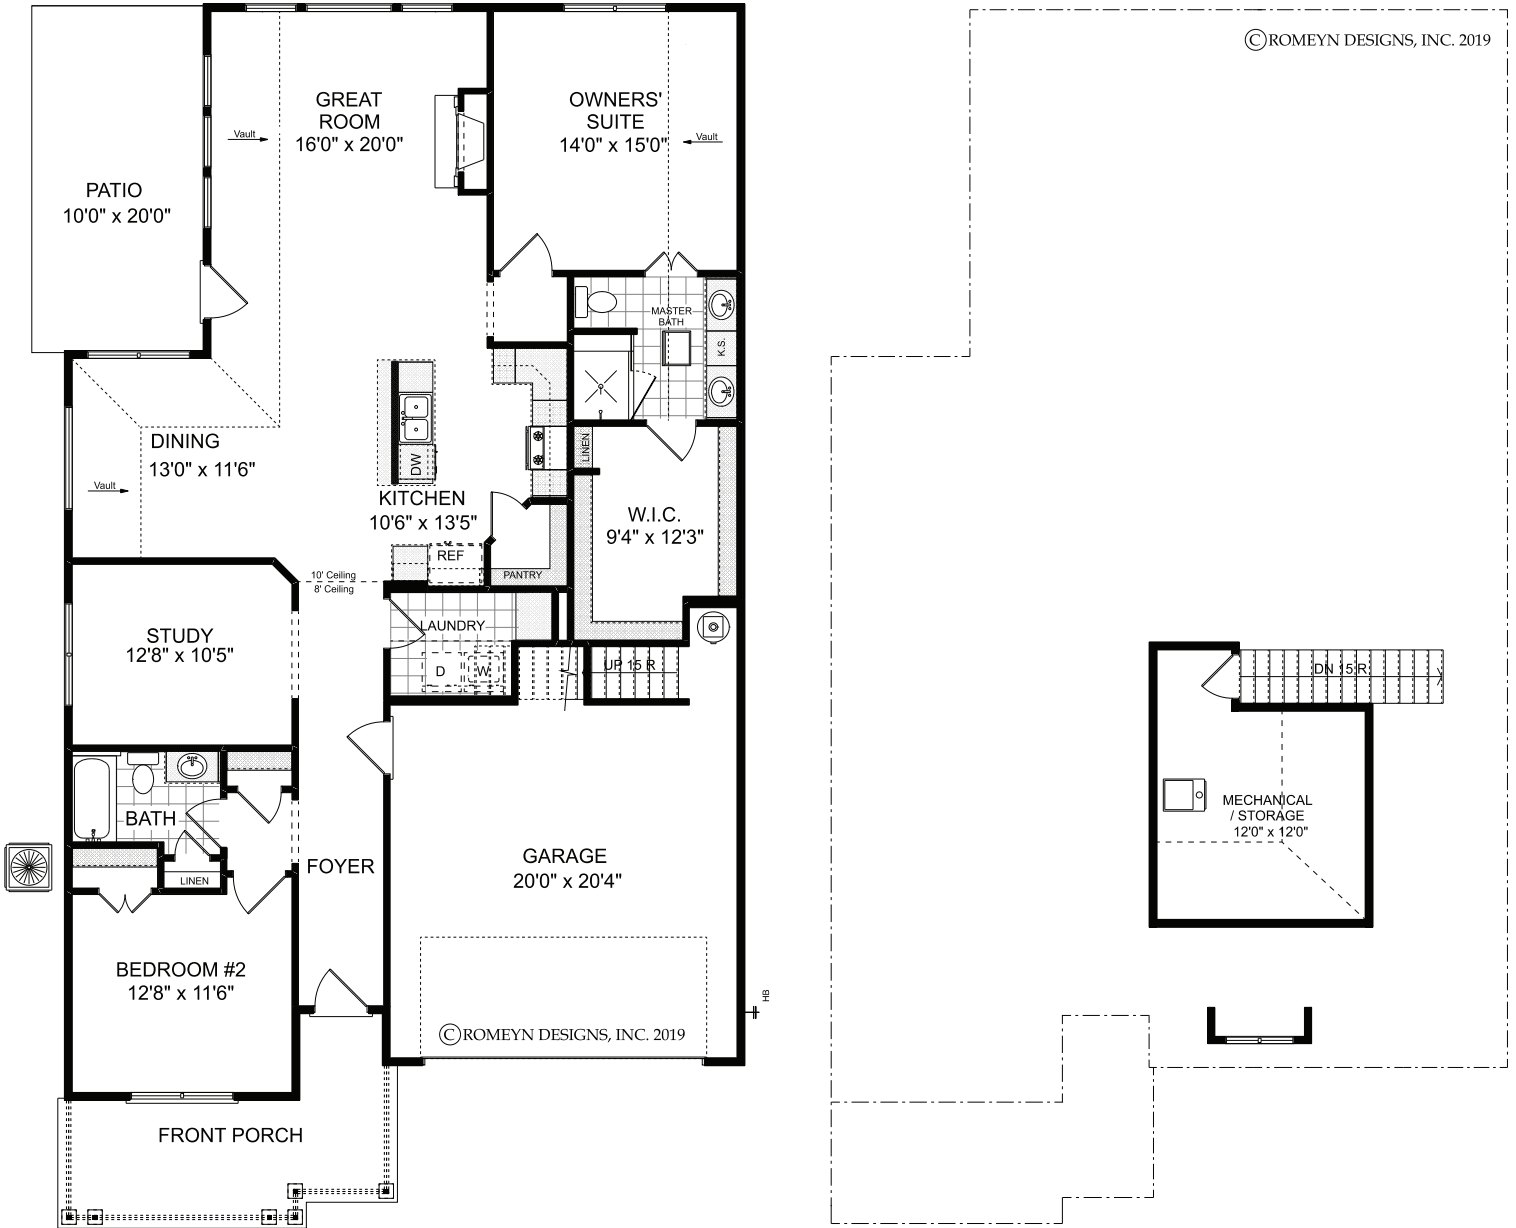 ⒸROMEYN DESIGNS, INC. 2019
GREAT
ROOM
16'0" x 20'0"
Vault
OWNERS'
SUITE
14'0" x 15'0"
Vault
PATIO
10'0" x 20'0"
MASTER
BATH
K.S.
DINING
13'0" x 11'6"
Vault
DW
LINEN
KITCHEN
10'6" x 13'5"
W.I.C.
9'4" x 12'3"
REF
PANTRY
10' Ceiling
8' Ceiling
STUDY
12'8" x 10'5"
LAUNDRY
D
W
UP 15 R
DN 15 R
BATH
LINEN
FOYER
GARAGE
20'0" x 20'4"
MECHANICAL
/ STORAGE
12'0" x 12'0"
BEDROOM #2
12'8" x 11'6"
HB
ⒸROMEYN DESIGNS, INC. 2019
FRONT PORCH